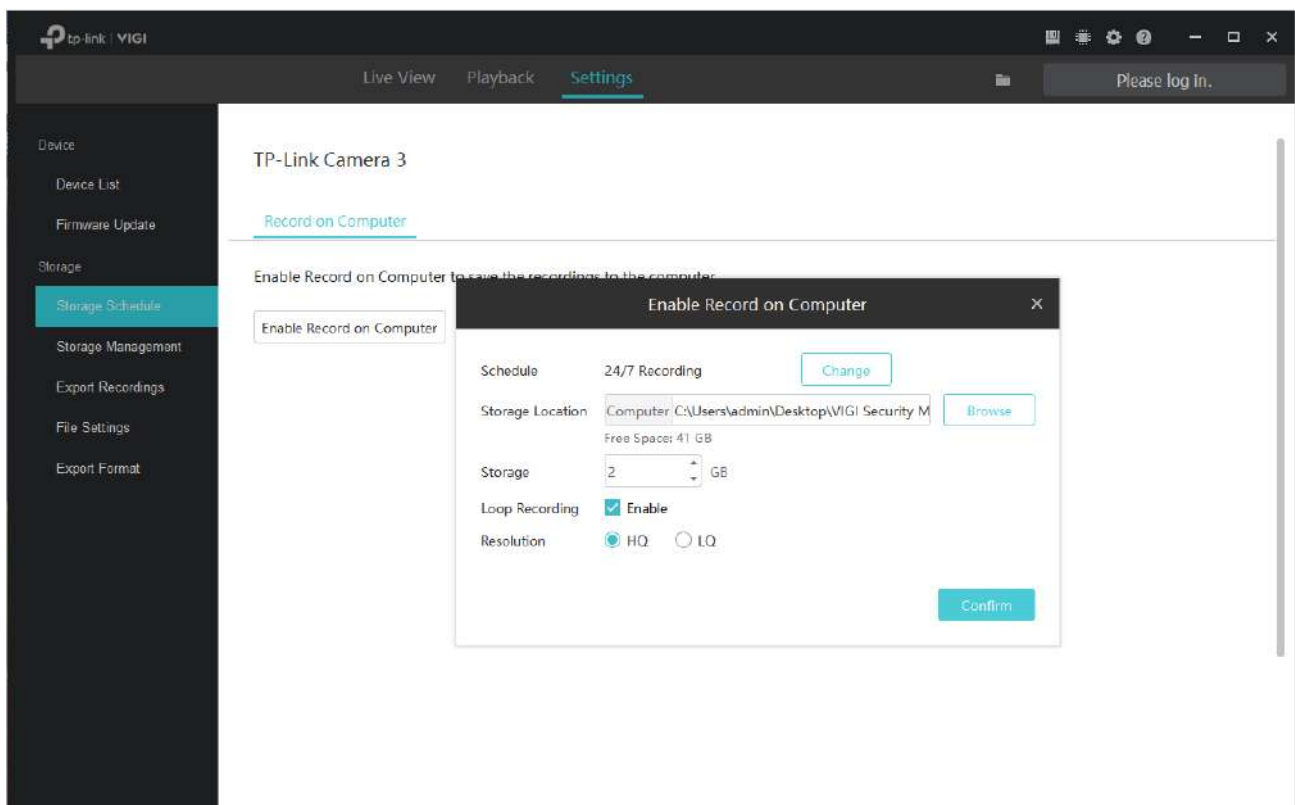 tp-link | VIGI
Live View Playback Settings Please log in.
Device
Device List
Firmware Update
Storage
Storage Schedule
Storage Management
Export Recordings
File Settings
Export Format
TP-Link Camera 3
Record on Computer
Enable Record on Computer to save the recordings to the computer
Enable Record on Computer
Enable Record on Computer
Schedule 24/7 Recording Change
Storage Location Computer C:\Users\admin\Desktop\VIGI Security M Browse
Free Space: 41 GB
Storage 2 GB
Loop Recording Enable
Resolution HQ LQ
Confirm